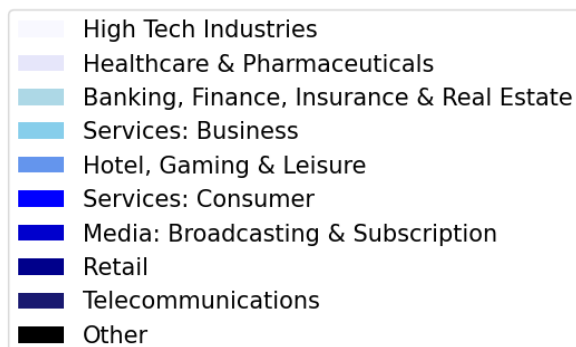 High Tech Industries
Healthcare & Pharmaceuticals
Banking, Finance, Insurance & Real Estate
Services: Business
Hotel, Gaming & Leisure
Services: Consumer
Media: Broadcasting & Subscription
Retail
Telecommunications
Other